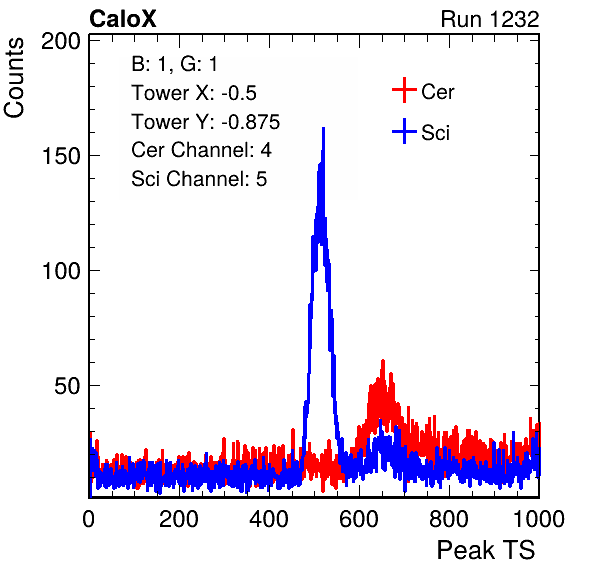 CaloX Run 1232
Counts
200
150
100
50
B: 1, G: 1
Tower X: -0.5
Tower Y: -0.875
Cer Channel: 4
Sci Channel: 5
Cer
Sci
0 200 400 600 800 1000
Peak TS